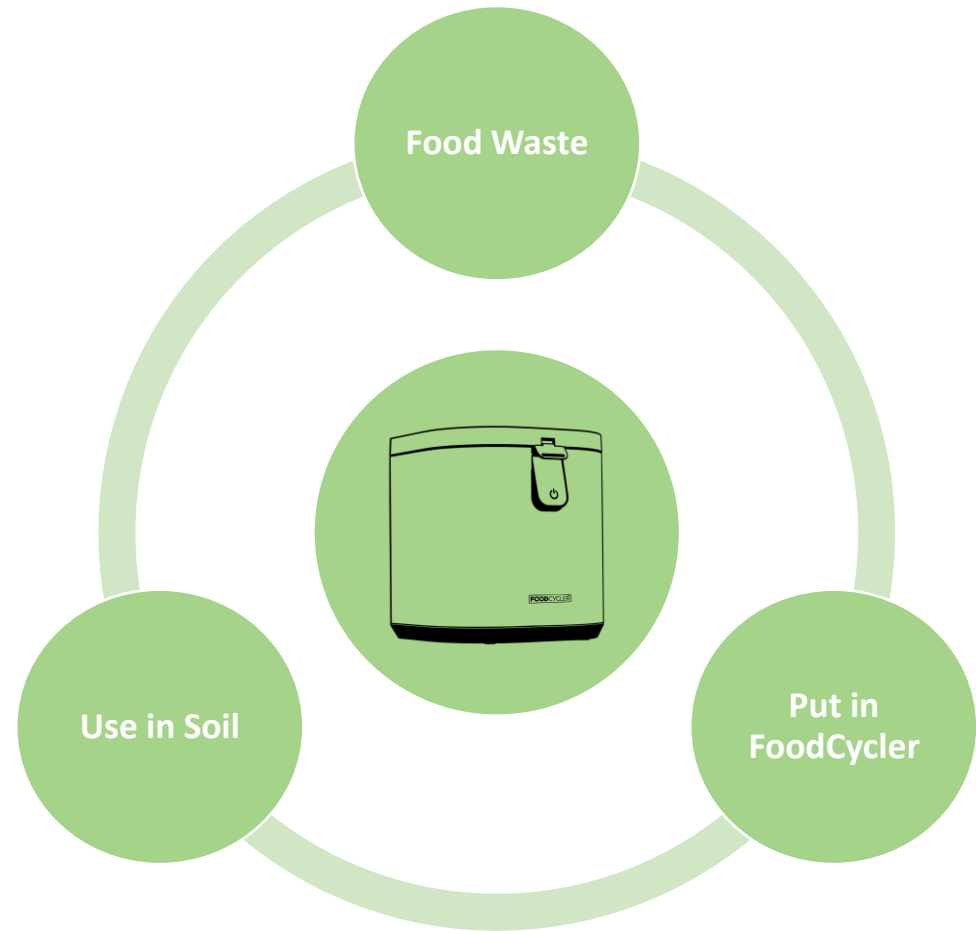 Food Waste
FOODCYCLER
Use in Soil
Put in
FoodCycler